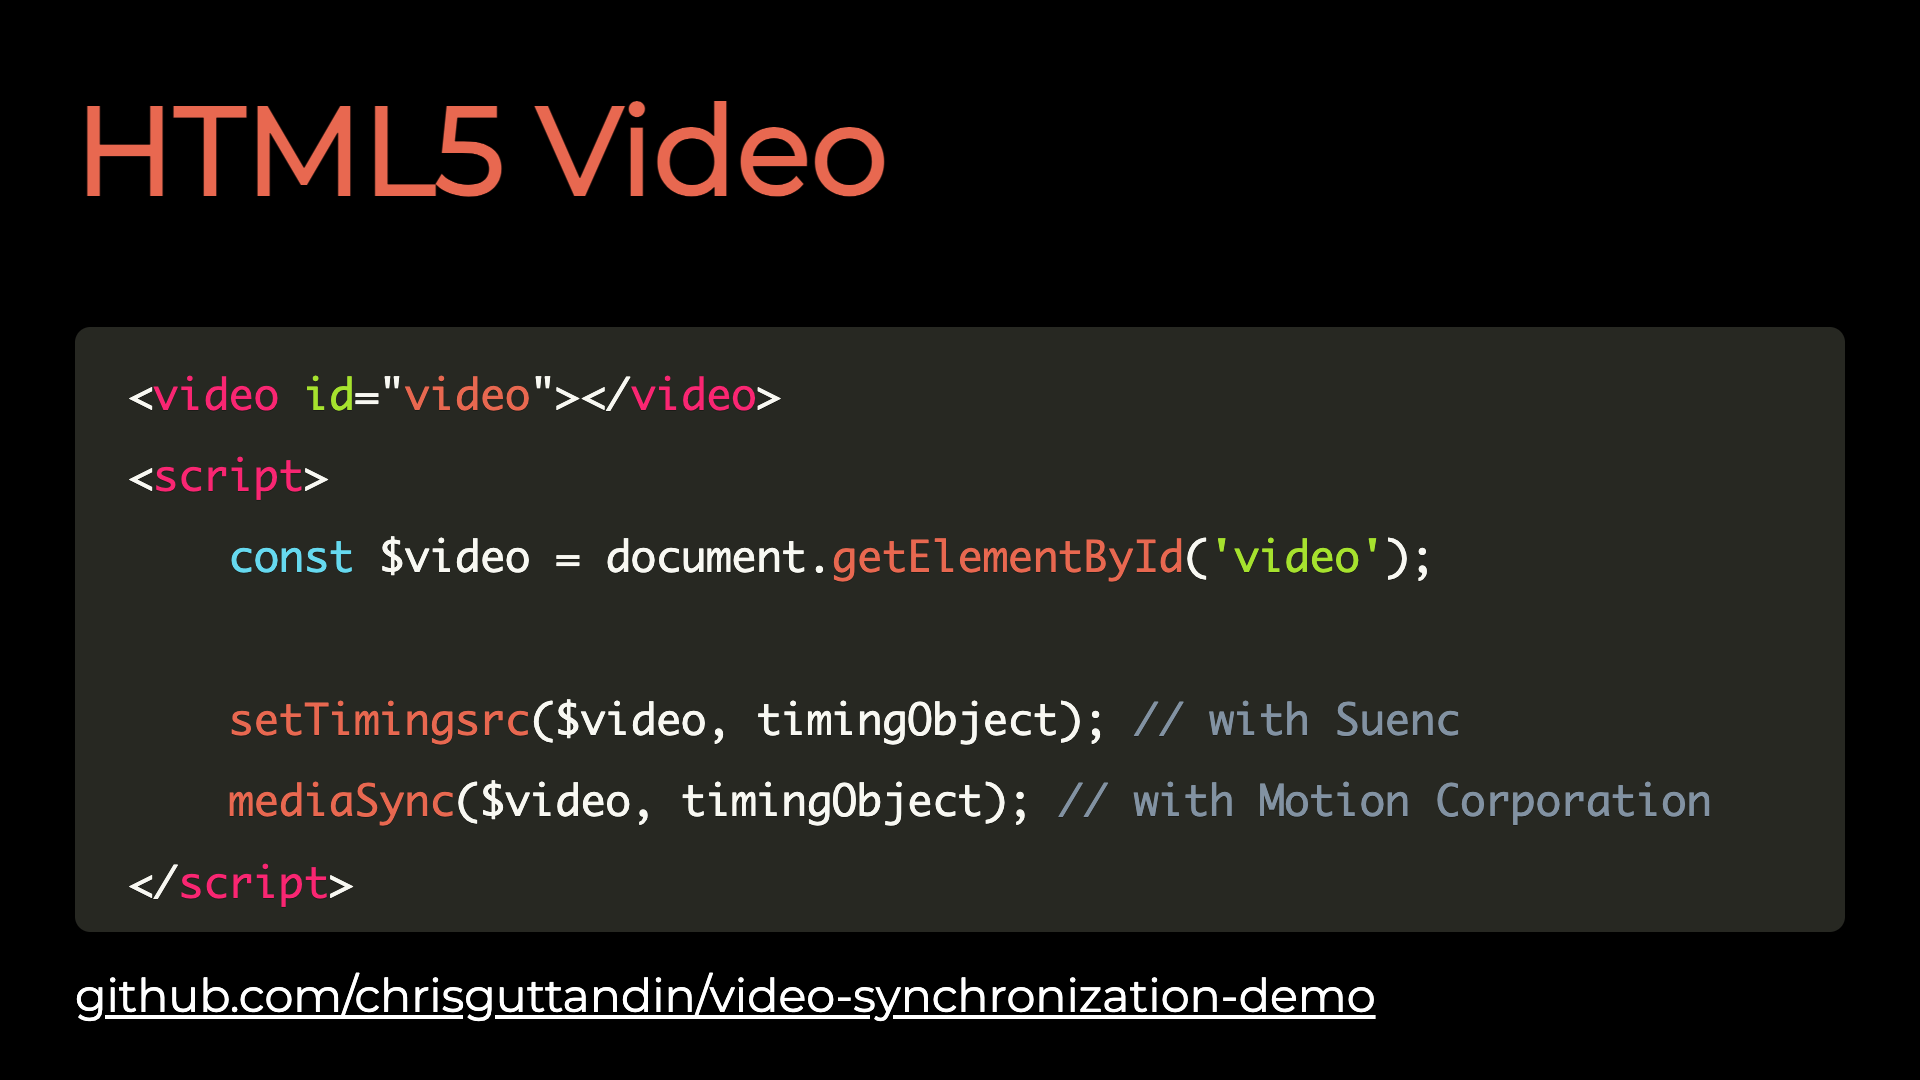 HTML5 Video
<video id="video"></video>
<script>
const $video = document.getElementById('video');
setTimingsrc($video, timingObject); // with Suenc
mediaSync($video, timingObject); // with Motion Corporation
</script>
github.com/chrisguttandin/video-synchronization-demo